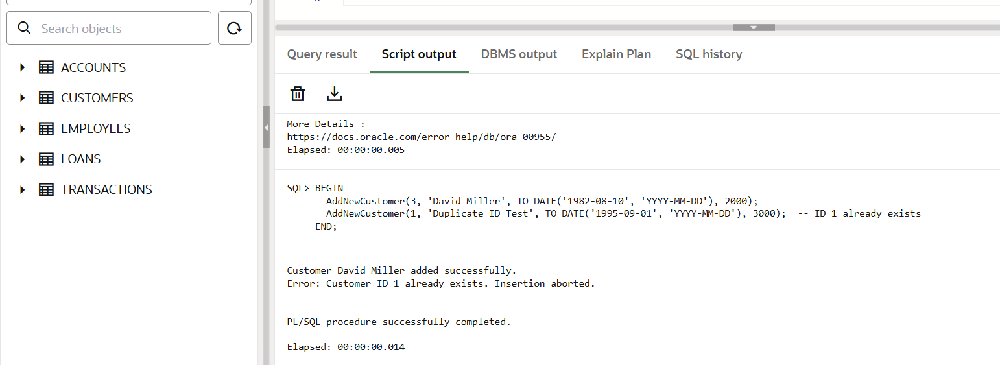 Search objects
ACCOUNTS
CUSTOMERS
EMPLOYEES
LOANS
TRANSACTIONS
Query result Script output DBMS output Explain Plan SQL history
More Details :
https://docs.oracle.com/error-help/db/ora-00955/
Elapsed: 00:00:00.005
SQL> BEGIN
AddNewCustomer(3, 'David Miller', TO_DATE('1982-08-10', 'YYYY-MM-DD'), 2000);
AddNewCustomer(1, 'Duplicate ID Test', TO_DATE('1995-09-01', 'YYYY-MM-DD'), 3000);  -- ID 1 already exists
END;
Customer David Miller added successfully.
Error: Customer ID 1 already exists. Insertion aborted.
PL/SQL procedure successfully completed.
Elapsed: 00:00:00.014